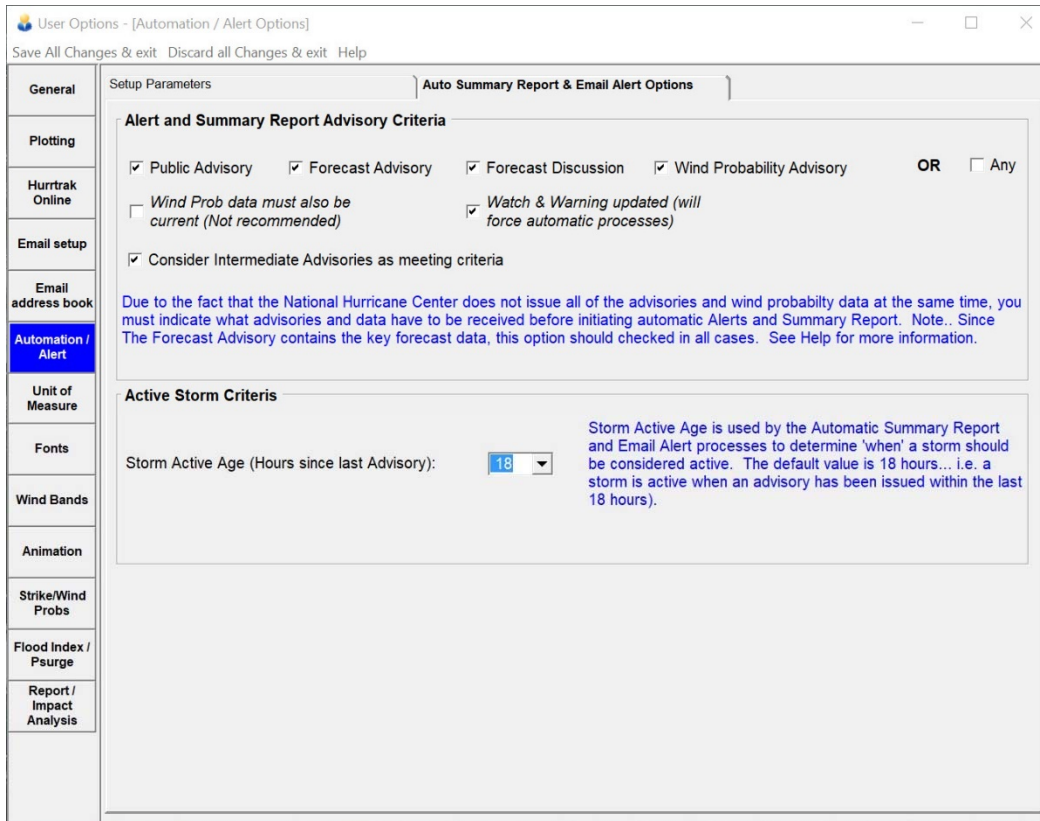 User Options - [Automation / Alert Options]
Save All Changes & exit Discard all Changes & exit Help
General
Plotting
Hurrtrak
Online
Email setup
Email
address book
Automation /
Alert
Unit of
Measure
Fonts
Wind Bands
Animation
Strike/Wind
Probs
Flood Index /
Psurge
Report /
Impact
Analysis
Setup Parameters
Auto Summary Report & Email Alert Options
Alert and Summary Report Advisory Criteria
Public Advisory Forecast Advisory Forecast Discussion Wind Probability Advisory OR Any
Wind Prob data must also be
current (Not recommended)
Watch & Warning updated (will
force automatic processes)
Consider Intermediate Advisories as meeting criteria
Due to the fact that the National Hurricane Center does not issue all of the advisories and wind probabilty data at the same time, you
must indicate what advisories and data have to be received before initiating automatic Alerts and Summary Report. Note.. Since
The Forecast Advisory contains the key forecast data, this option should checked in all cases. See Help for more information.
Active Storm Criteris
Storm Active Age (Hours since last Advisory): 18
Storm Active Age is used by the Automatic Summary Report
and Email Alert processes to determine 'when' a storm should
be considered active. The default value is 18 hours... i.e. a
storm is active when an advisory has been issued within the last
18 hours).